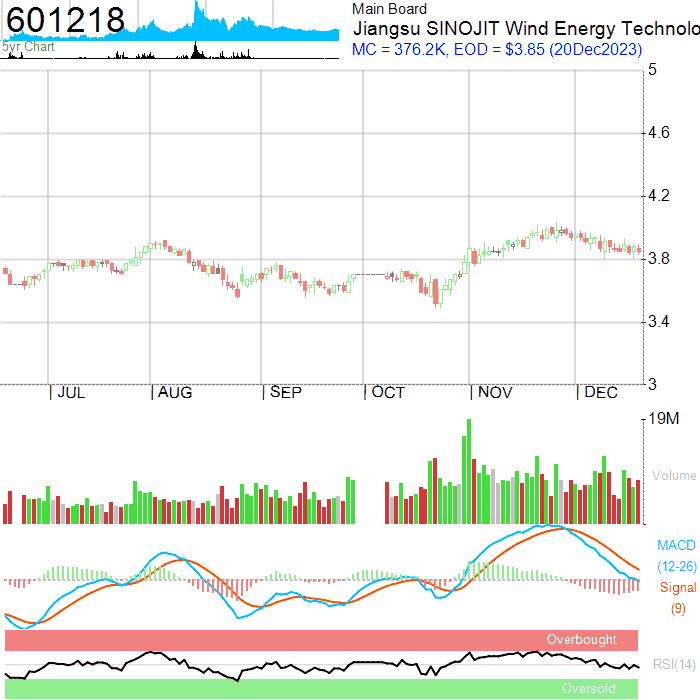 601218
5yr Chart
Main Board
Jiangsu SINOJIT Wind Energy Technolo
MC = 376.2K, EOD = $3.85 (20Dec2023)
5
4.6
4.2
3.8
3.4
3
JUL
AUG
SEP
OCT
NOV
DEC
19M
Volume
MACD
(12-26)
Signal
(9)
Overbought
RSI(14)
Oversold